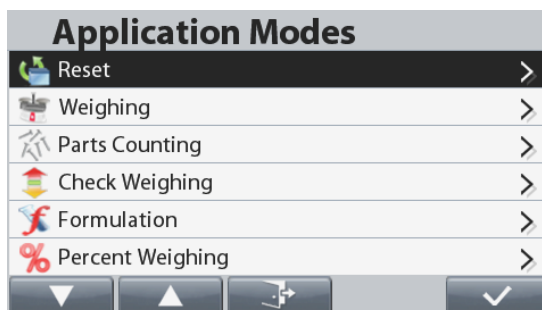 Application Modes
Reset
Weighing
Parts Counting
Check Weighing
Formulation
Percent Weighing